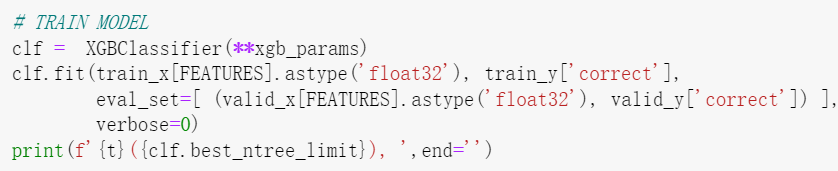 # TRAIN MODEL
clf =  XGBClassifier(**xgb_params)
clf.fit(train_x[FEATURES].astype('float32'), train_y['correct'],
        eval_set=[ (valid_x[FEATURES].astype('float32'), valid_y['correct']) ],
        verbose=0)
print(f'{t}({clf.best_ntree_limit}), ',end='')